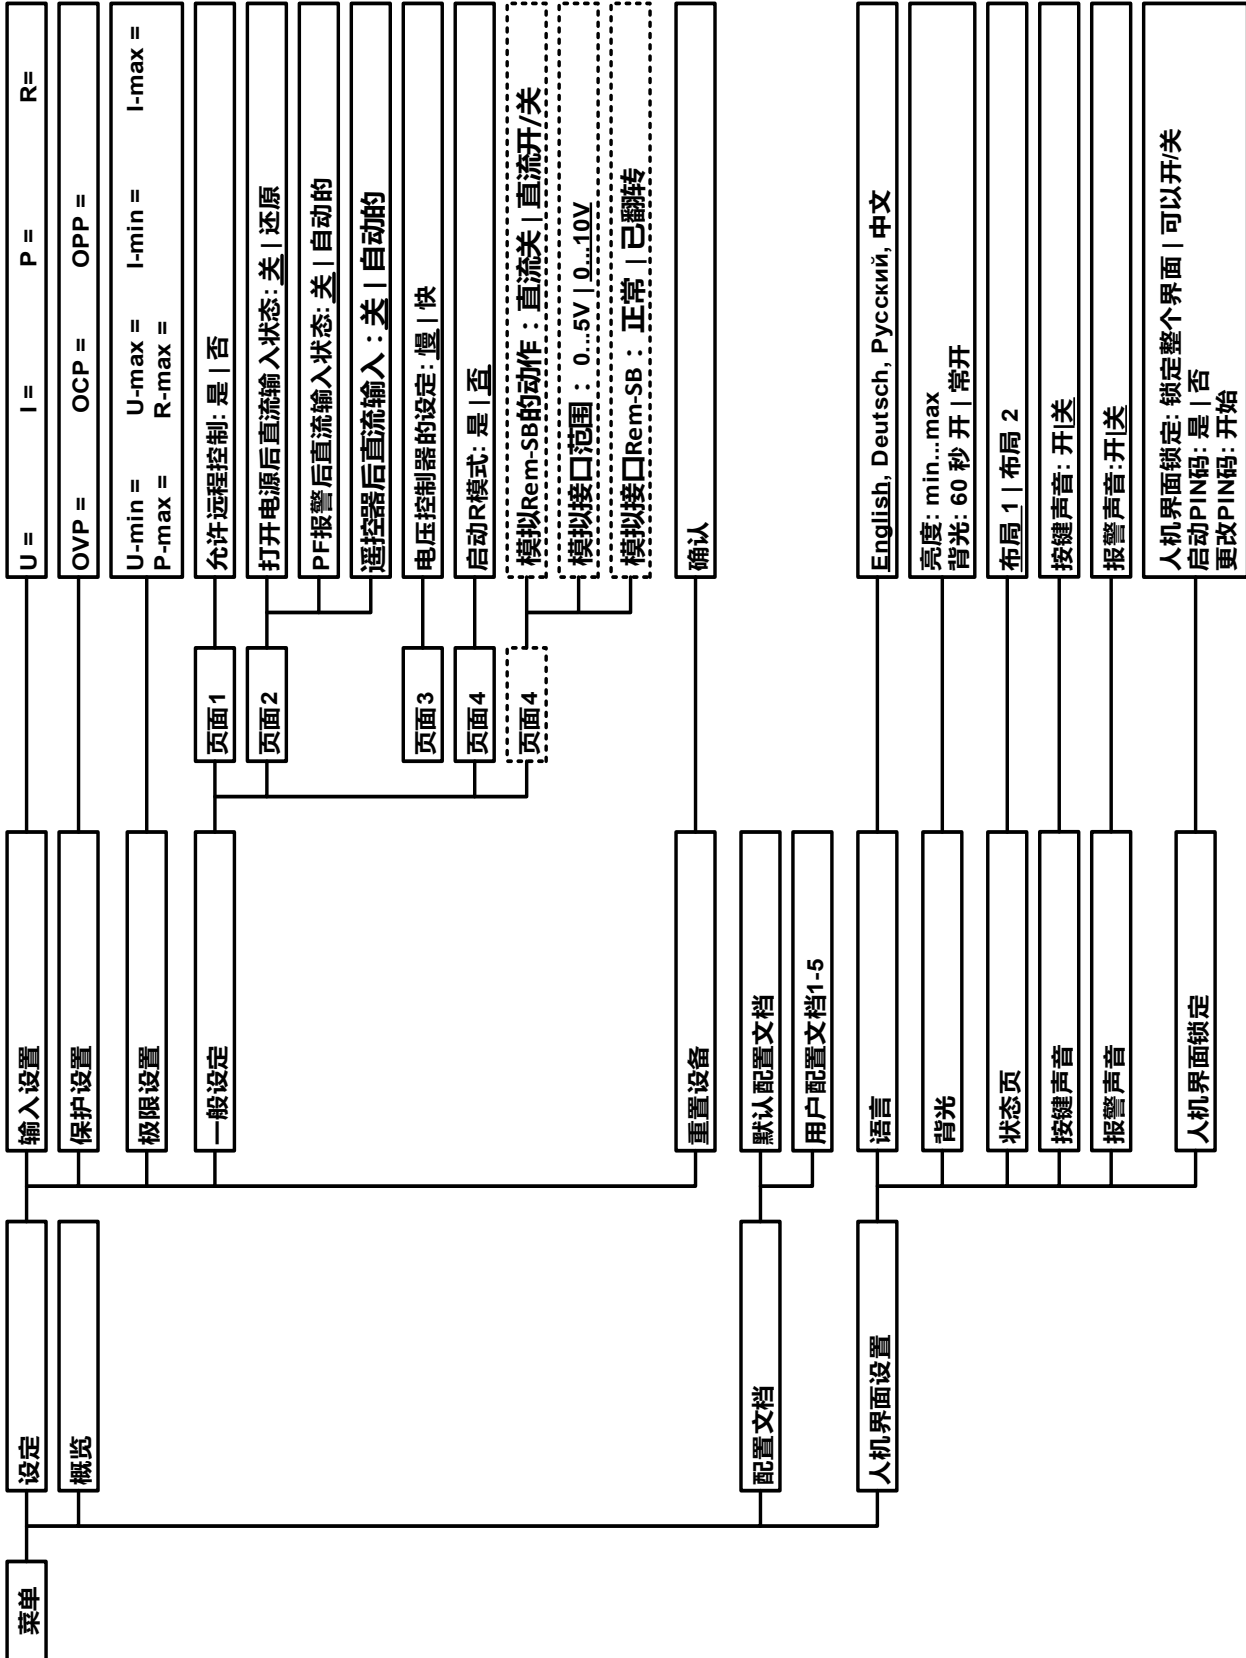 菜单
设定
输入设置
U =  I =  P =  R=
保护设置
OVP =  OCP =  OPP =
极限设置
U-min =  U-max =  I-min =  I-max =
P-max =  R-max =
一般设定
页面1
允许远程控制: 是 | 否
页面2
打开电源后直流输入状态: 关 | 还原
PF报警后直流输入状态: 关 | 自动的
遥控器后直流输入：关 | 自动的
页面3
电压控制器的设定: 慢 | 快
页面4
启动R模式: 是 | 否
页面4
模拟Rem-SB的动作：直流关 | 直流开/关
模拟接口范围： 0...5V | 0...10V
模拟接口Rem-SB： 正常 | 已翻转
重置设备
确认
概览
配置文档
默认配置文档
用户配置文档1-5
人机界面设置
语言
English, Deutsch, Русский, 中文
背光
亮度: min...max
背光: 60 秒 开 | 常开
状态页
布局 1 | 布局 2
按键声音
按键声音: 开|关
报警声音
报警声音:开|关
人机界面锁定
人机界面锁定: 锁定整个界面 | 可以开/关
启动PIN码: 是 | 否
更改PIN码: 开始